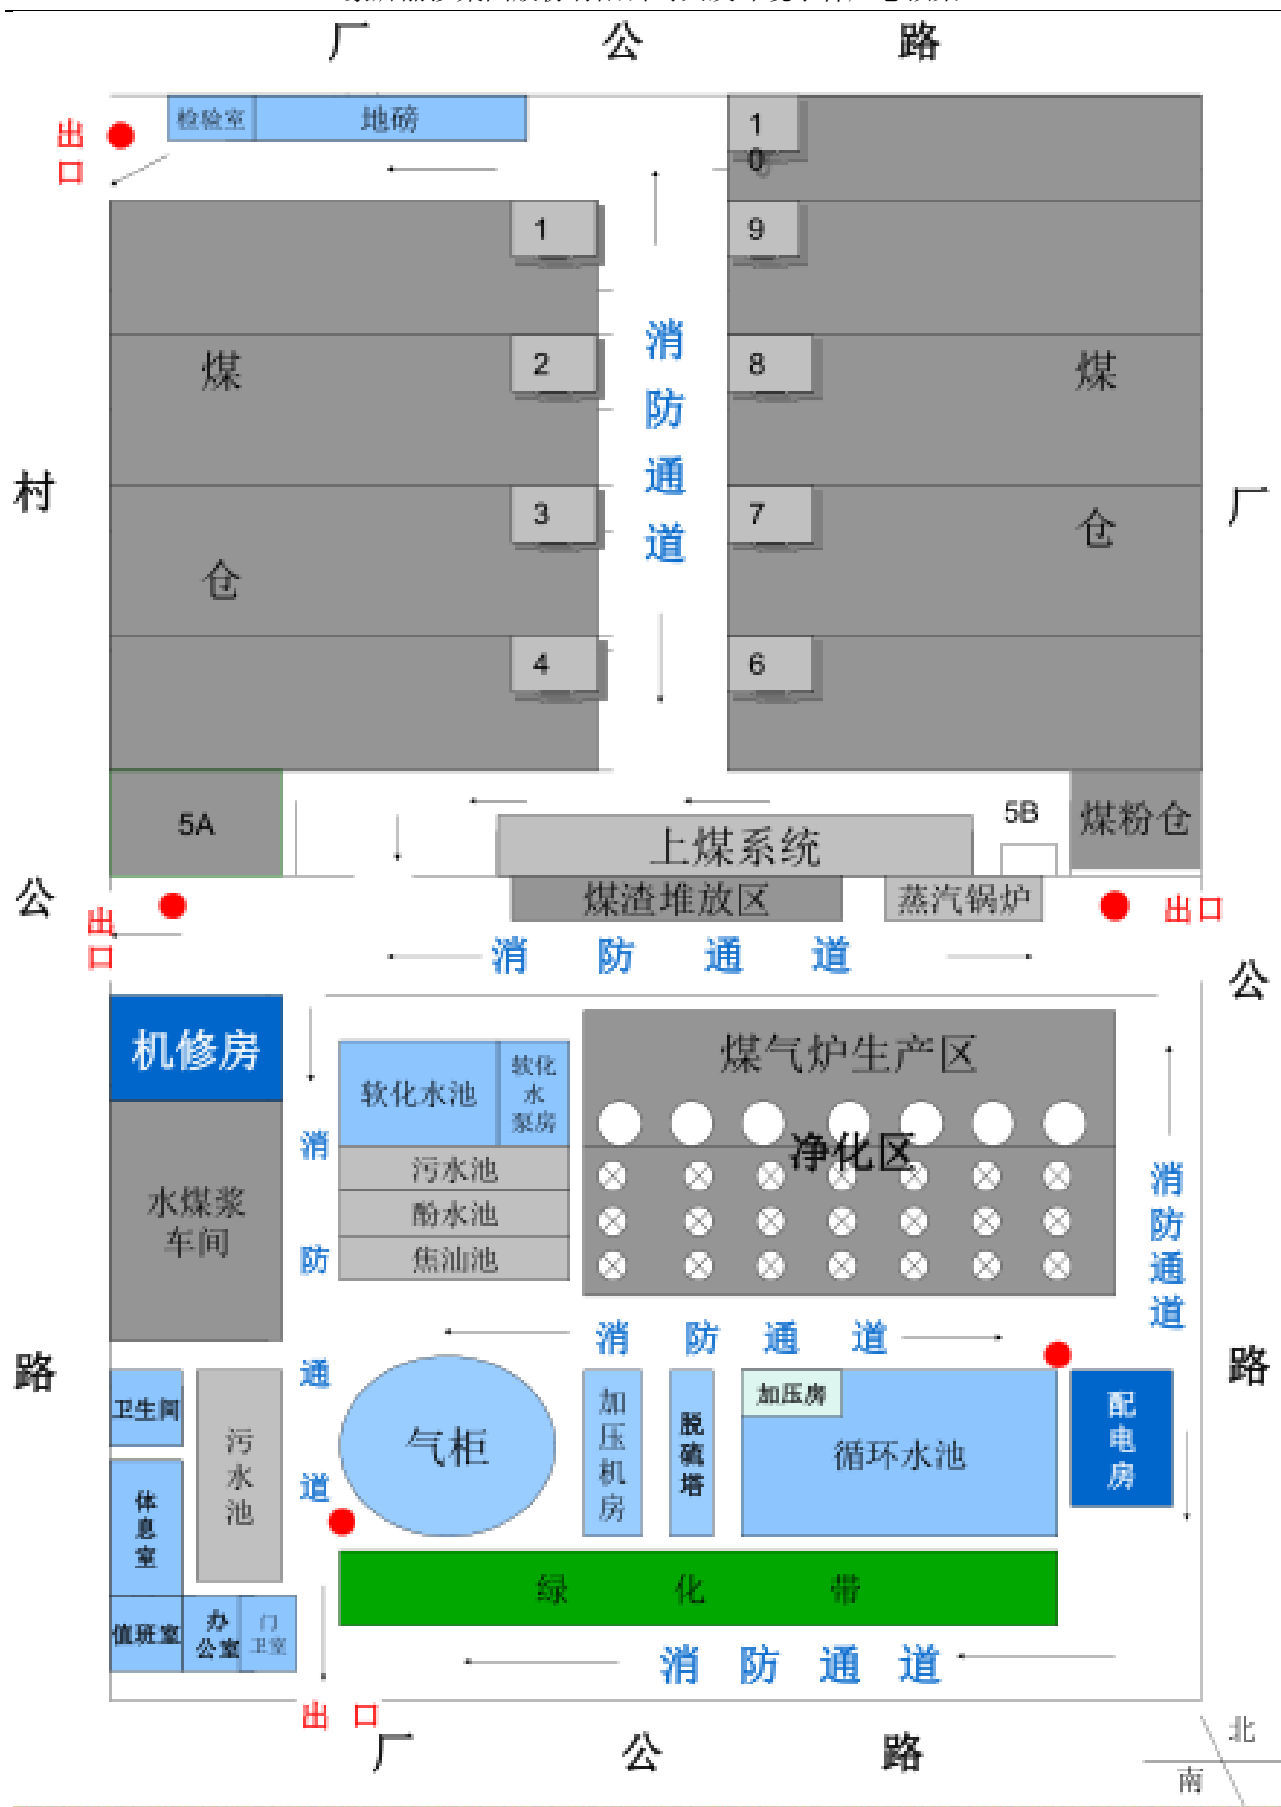 厂 公 路
检验室 地磅
出口
10
1
9
消防通道
2
8
煤仓
煤仓
3
7
4
6
村公路
厂公路
5A
5B
煤粉仓
上煤系统
煤渣堆放区
蒸汽锅炉
出口
出口
消 防 通 道
机修房
软化水池
软化
水
泵房
煤气炉生产区
净化区
污水池
酚水池
焦油池
水煤浆
车间
消防通道
消防通道
消 防 通 道
卫生间
污水池
气柜
加压机房
脱硫塔
加压房
循环水池
配电房
休息室
绿 化 带
值班室
办
公室
门
卫室
消 防 通 道
出 口
厂 公 路
北
南